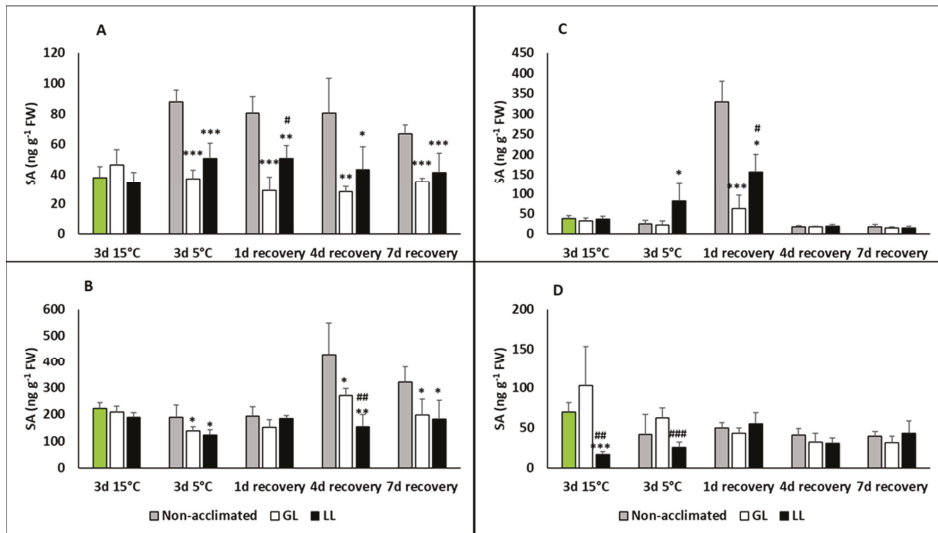 A
SA (ng g⁻¹ FW)
120
100
80
60
40
20
0
*** *** *** ** # ** * *** ***
3d 15°C 3d 5°C 1d recovery 4d recovery 7d recovery
C
SA (ng g⁻¹ FW)
450
400
350
300
250
200
150
100
50
0
* *** # *
3d 15°C 3d 5°C 1d recovery 4d recovery 7d recovery
B
SA (ng g⁻¹ FW)
600
500
400
300
200
100
0
* * * ## ** * *
3d 15°C 3d 5°C 1d recovery 4d recovery 7d recovery
Non-acclimated GL LL
D
SA (ng g⁻¹ FW)
200
150
100
50
0
## *** ###
3d 15°C 3d 5°C 1d recovery 4d recovery 7d recovery
Non-acclimated GL LL